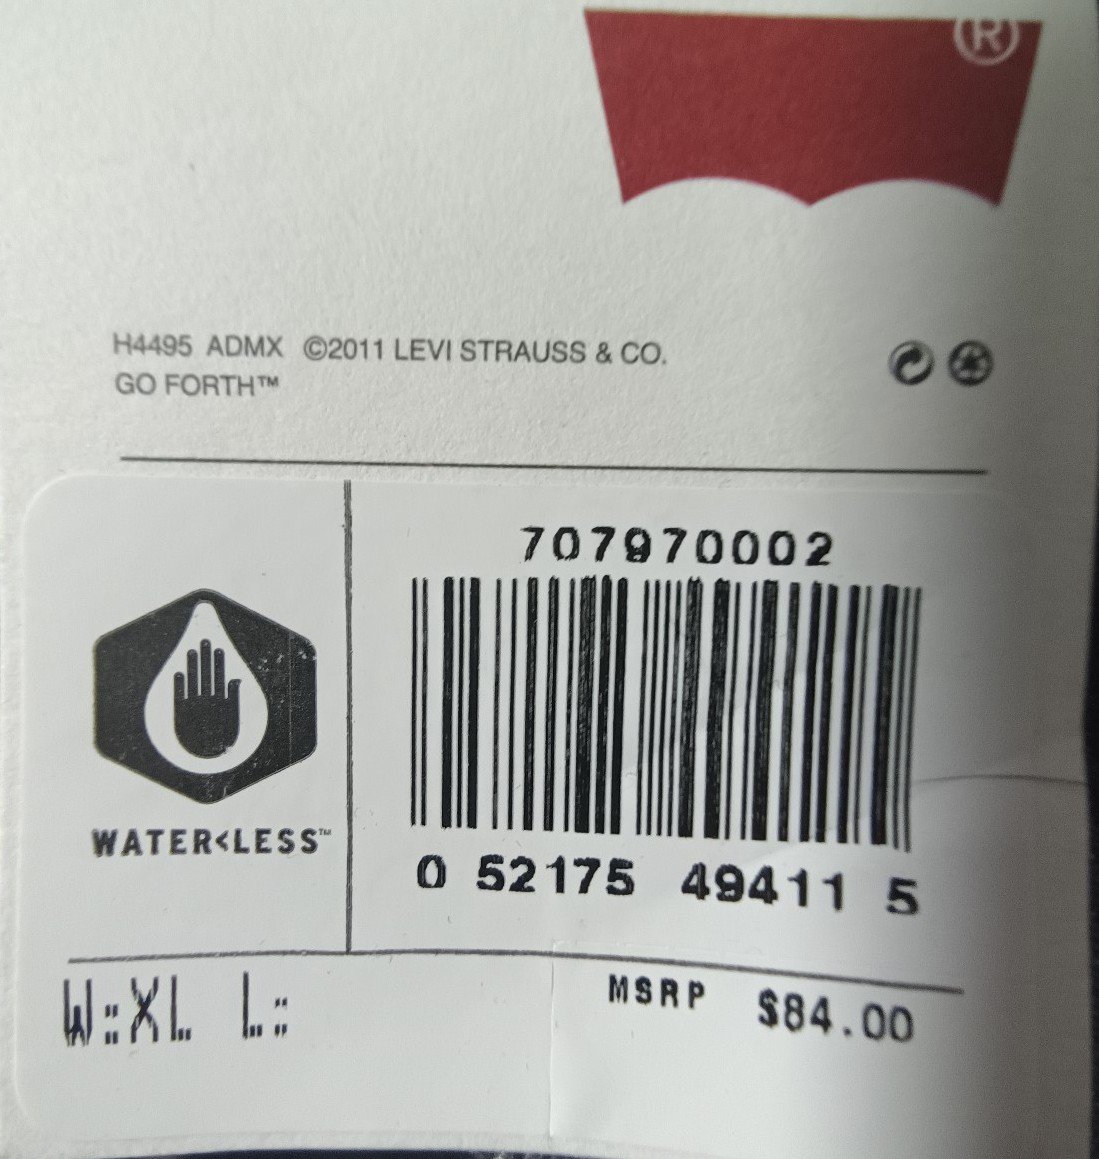 ®
H4495 ADMX ©2011 LEVI STRAUSS & CO.
GO FORTH™
707970002
WATER<LESS™
0 52175 49411 5
W::XL L::
MSRP $84.00